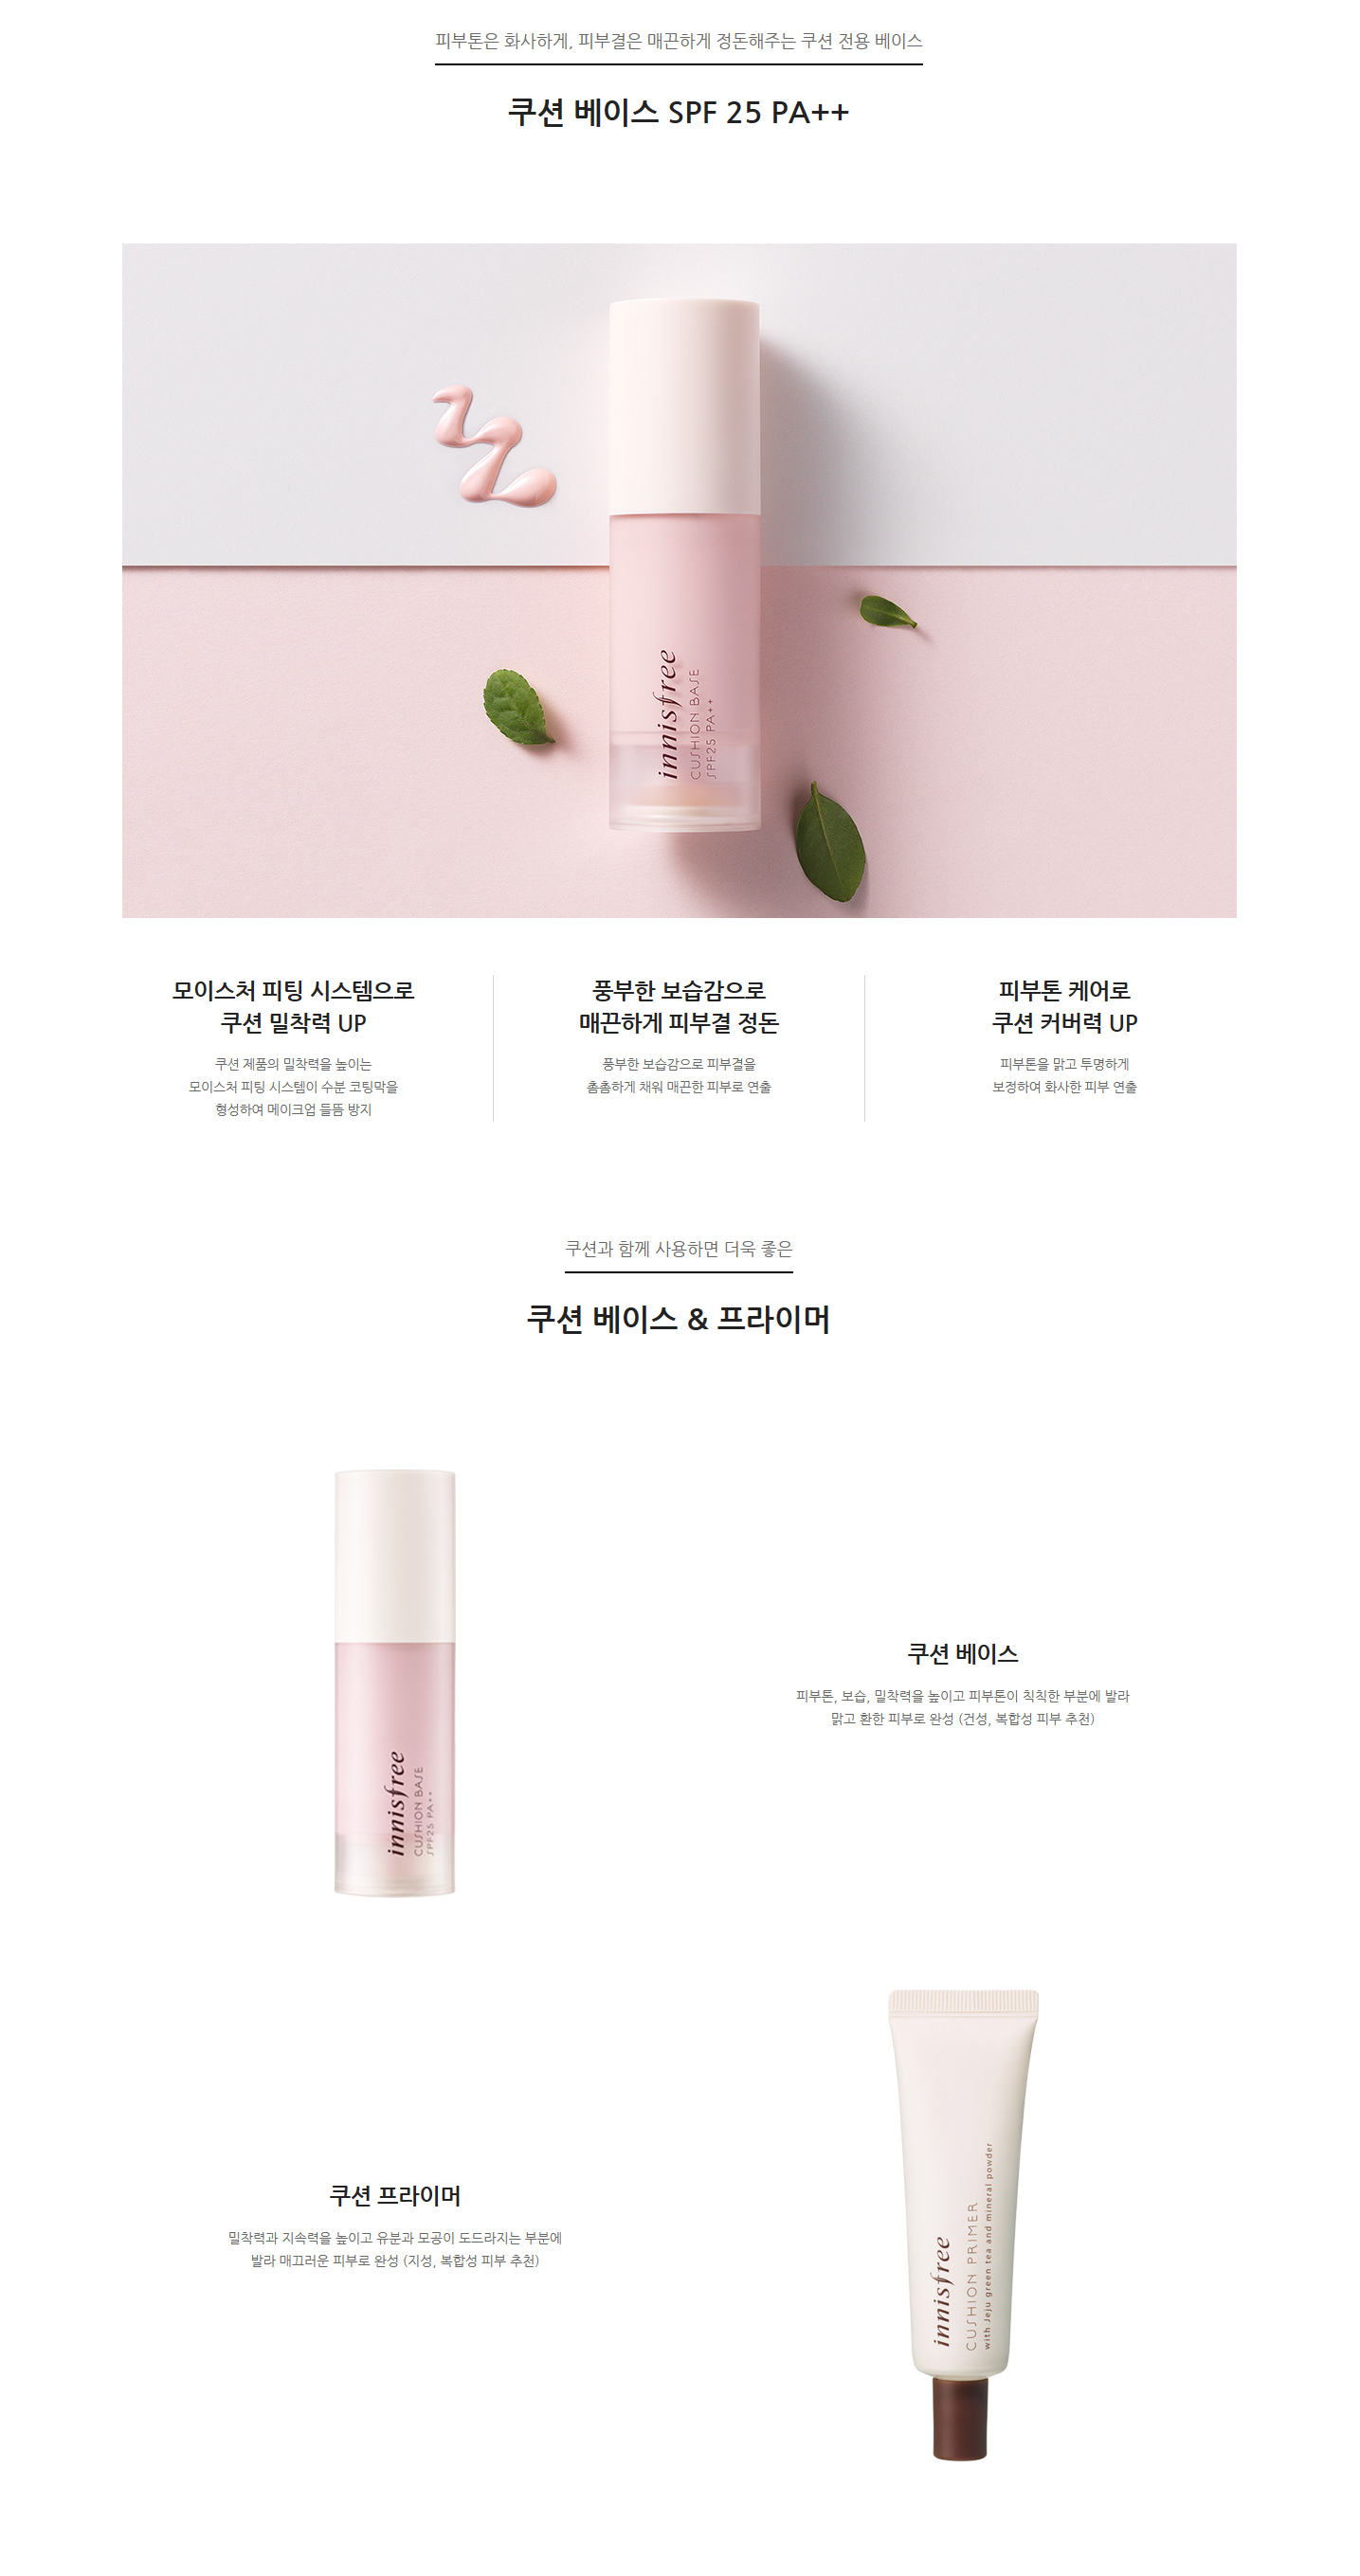 피부톤은 화사하게, 피부결은 매끈하게 정돈해주는 쿠션 전용 베이스
쿠션 베이스 SPF 25 PA++
innisfree
CUSHION BASE
SPF25 PA++
모이스처 피팅 시스템으로
쿠션 밀착력 UP
쿠션 제품의 밀착력을 높이는
모이스처 피팅 시스템이 수분 코팅막을
형성하여 메이크업 들뜸 방지
풍부한 보습감으로
매끈하게 피부결 정돈
풍부한 보습감으로 피부결을
촘촘하게 채워 매끈한 피부로 연출
피부톤 케어로
쿠션 커버력 UP
피부톤을 맑고 투명하게
보정하여 화사한 피부 연출
쿠션과 함께 사용하면 더욱 좋은
쿠션 베이스 & 프라이머
innisfree
CUSHION BASE
SPF25 PA++
쿠션 베이스
피부톤, 보습, 밀착력을 높이고 피부톤이 칙칙한 부분에 발라
맑고 환한 피부로 완성 (건성, 복합성 피부 추천)
쿠션 프라이머
밀착력과 지속력을 높이고 유분과 모공이 도드라지는 부분에
발라 매끄러운 피부로 완성 (지성, 복합성 피부 추천)
innisfree
CUSHION PRIMER
with Jeju green tea and mineral powder